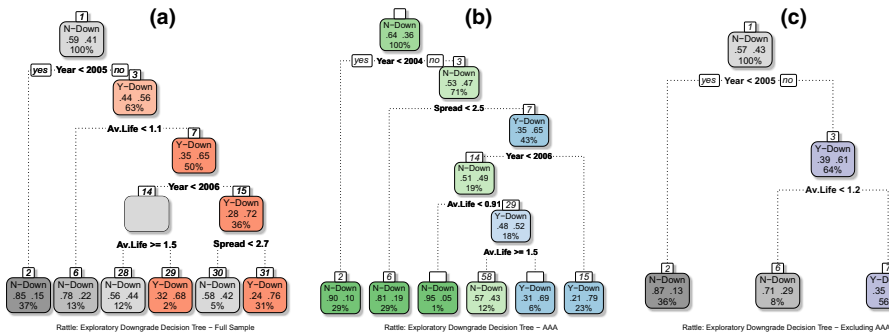 (a)
1
N-Down
.59 .41
100%
yes Year < 2005 no
3
Y-Down
.44 .56
63%
Av.Life < 1.1
7
Y-Down
.35 .65
50%
Year < 2006
14
15
Y-Down
.28 .72
36%
Av.Life >= 1.5
Spread < 2.7
2
N-Down
.85 .15
37%
6
N-Down
.78 .22
13%
28
N-Down
.56 .44
12%
29
Y-Down
.32 .68
2%
30
N-Down
.58 .42
5%
31
Y-Down
.24 .76
31%
Rattle: Exploratory Downgrade Decision Tree – Full Sample
(b)
N-Down
.64 .36
100%
yes Year < 2004 no
3
N-Down
.53 .47
71%
Spread < 2.5
7
Y-Down
.35 .65
43%
Year < 2006
14
N-Down
.51 .49
19%
Av.Life < 0.91
29
Y-Down
.48 .52
18%
Av.Life >= 1.5
2
N-Down
.90 .10
29%
6
N-Down
.81 .19
29%
N-Down
.95 .05
1%
58
N-Down
.57 .43
12%
Y-Down
.31 .69
6%
15
Y-Down
.21 .79
23%
Rattle: Exploratory Downgrade Decision Tree – AAA
(c)
1
N-Down
.57 .43
100%
yes Year < 2005 no
3
Y-Down
.39 .61
64%
Av.Life < 1.2
2
N-Down
.87 .13
36%
6
N-Down
.71 .29
8%
7
Y-Dow
.35
56
Rattle: Exploratory Downgrade Decision Tree – Excluding AAA